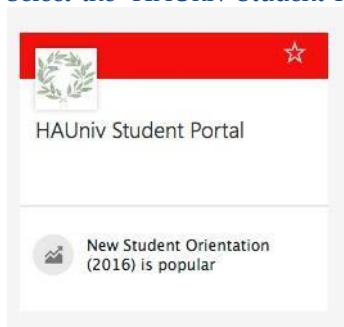 HAUniv Student Portal
New Student Orientation
(2016) is popular